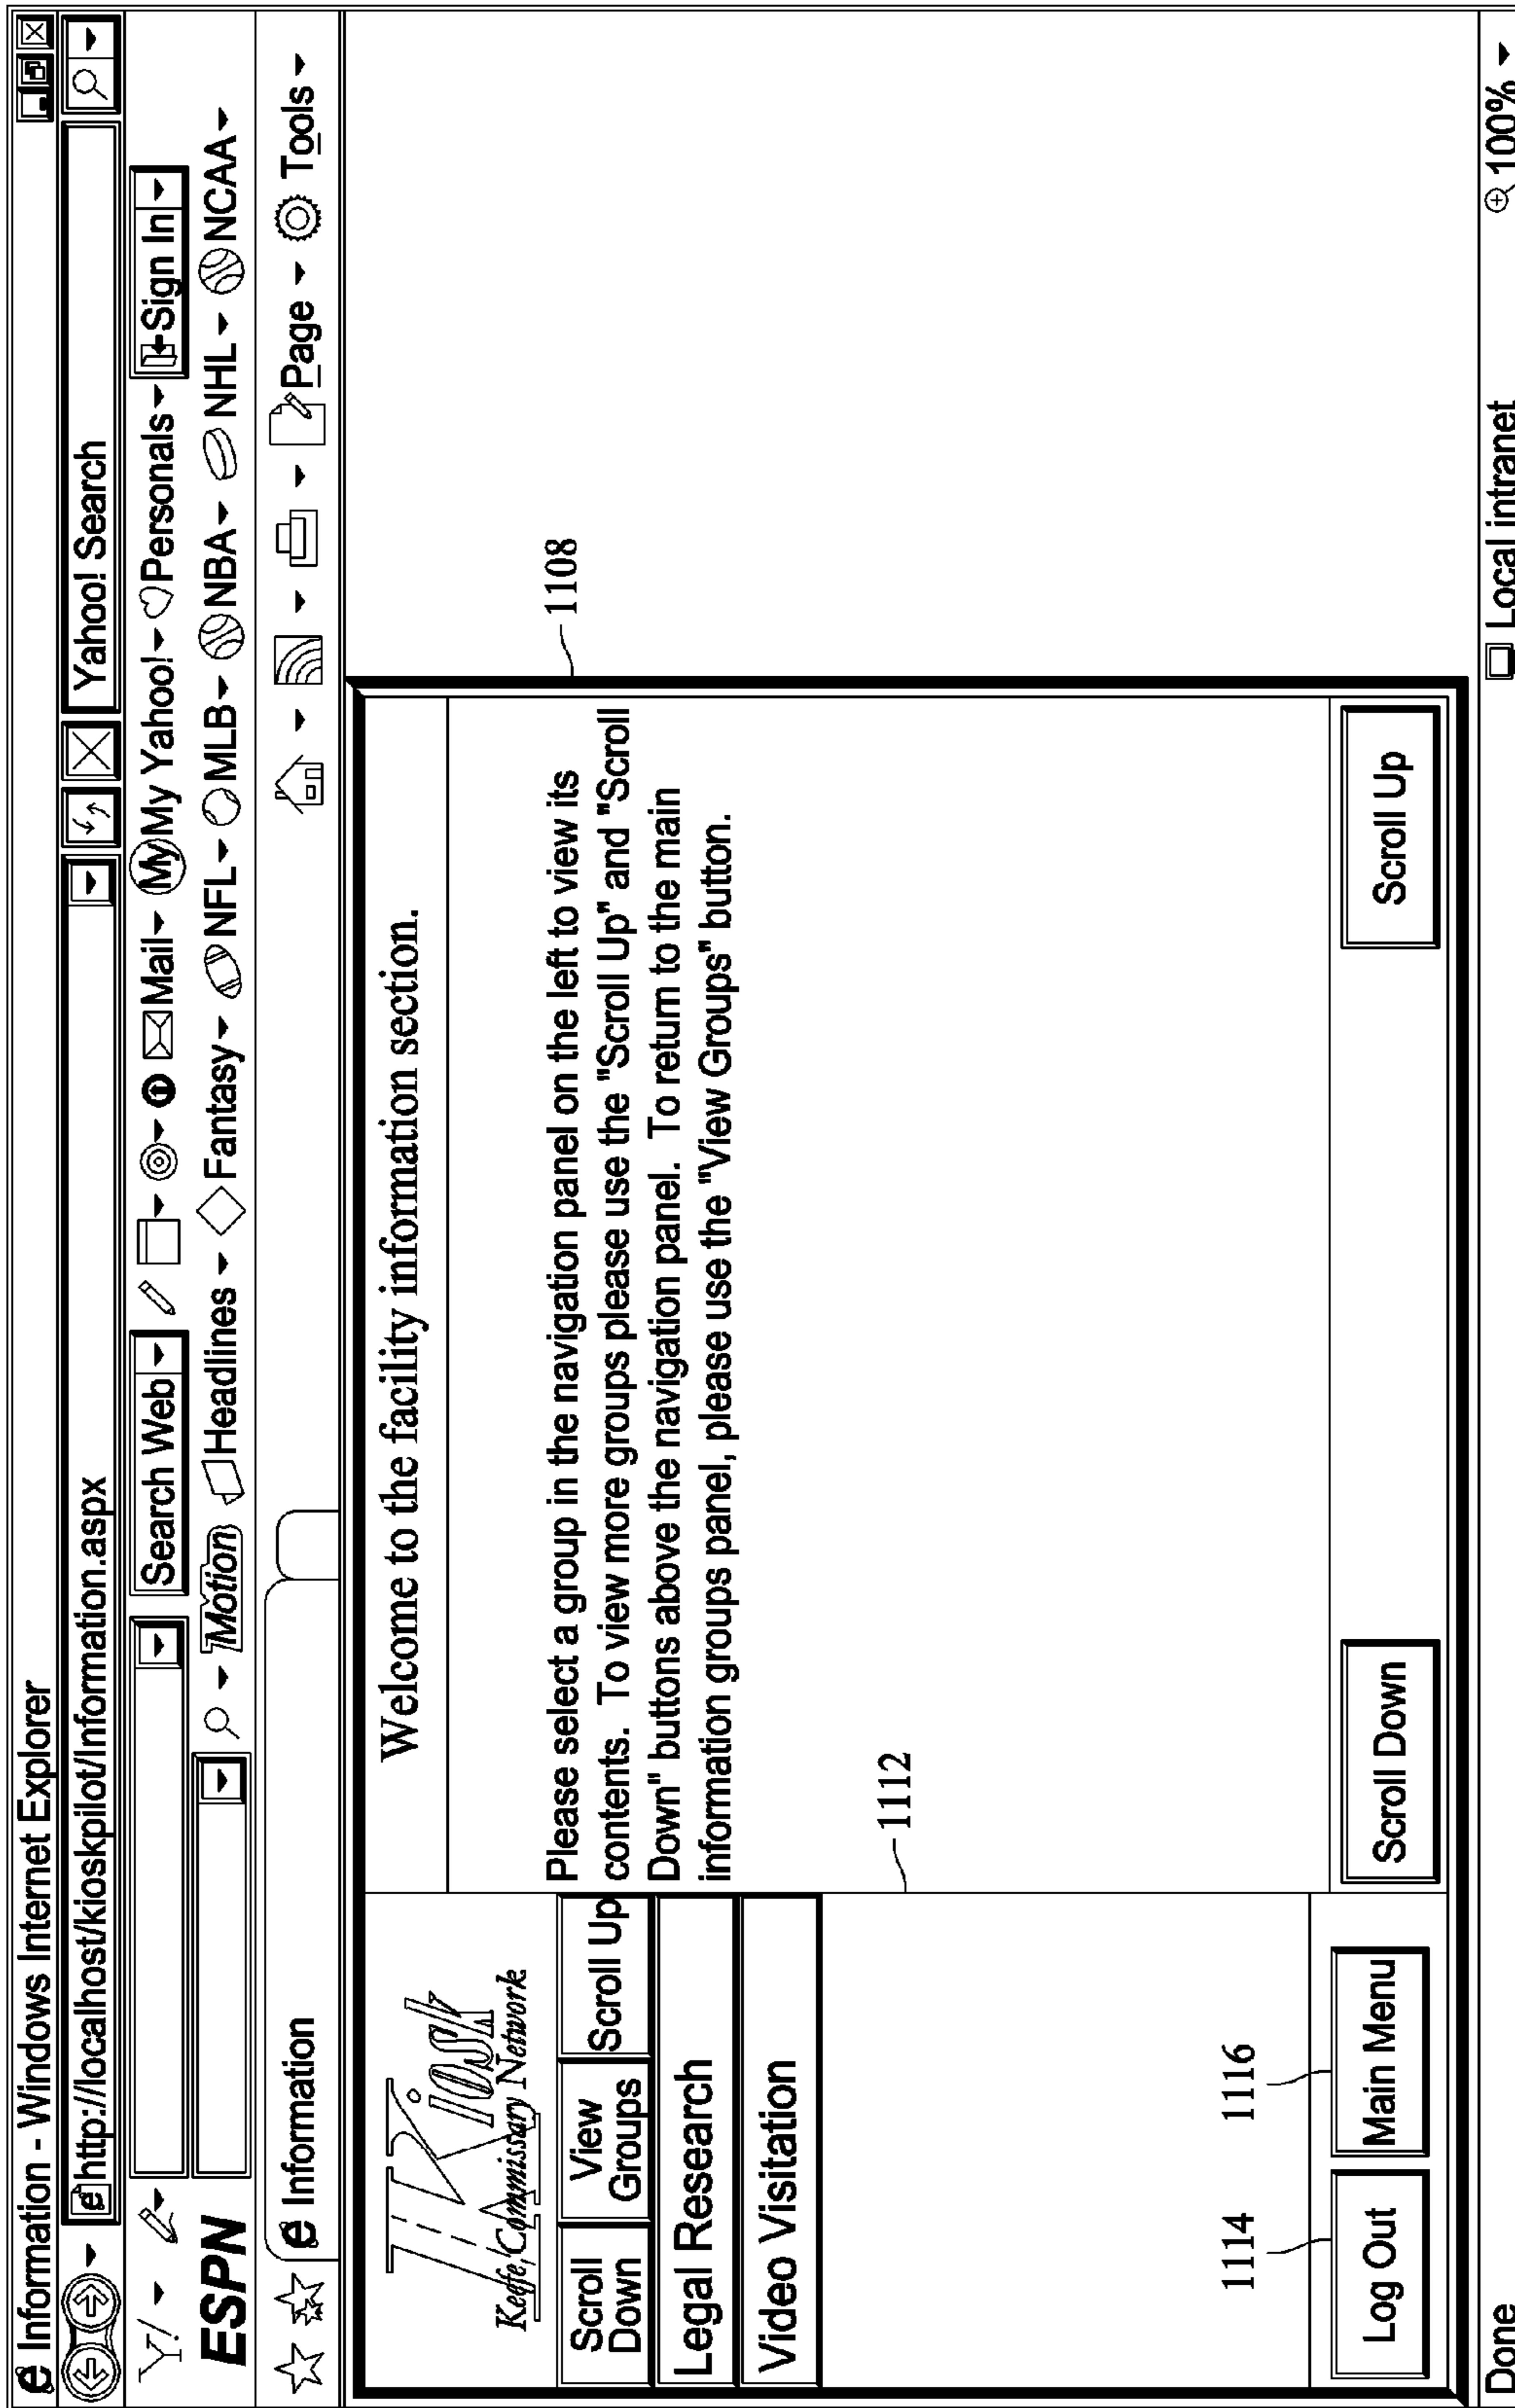 Information - Windows Internet Explorer
http://localhost/kioskpilot/Information.aspx
Yahoo! Search
Y!
Search Web
Mail
My My Yahoo!
Personals
Sign In
ESPN
Motion
Headlines
Fantasy
NFL
MLB
NBA
NHL
NCAA
Information
Page
Tools
Kiosk
Keefe Commissary Network
Welcome to the facility information section.
Scroll Down
View Groups
Scroll Up
Legal Research
Video Visitation
Please select a group in the navigation panel on the left to view its
contents. To view more groups please use the "Scroll Up" and "Scroll
Down" buttons above the navigation panel. To return to the main
information groups panel, please use the "View Groups" button.
1108
1112
1114
1116
Log Out
Main Menu
Scroll Down
Scroll Up
Done
Local intranet
100%